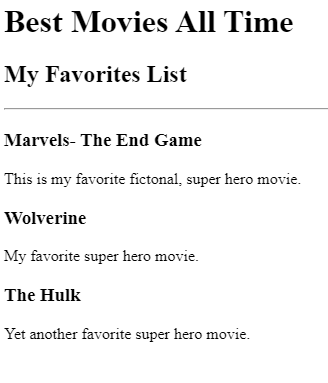 Best Movies All Time
My Favorites List
Marvels- The End Game
This is my favorite fictonal, super hero movie.
Wolverine
My favorite super hero movie.
The Hulk
Yet another favorite super hero movie.